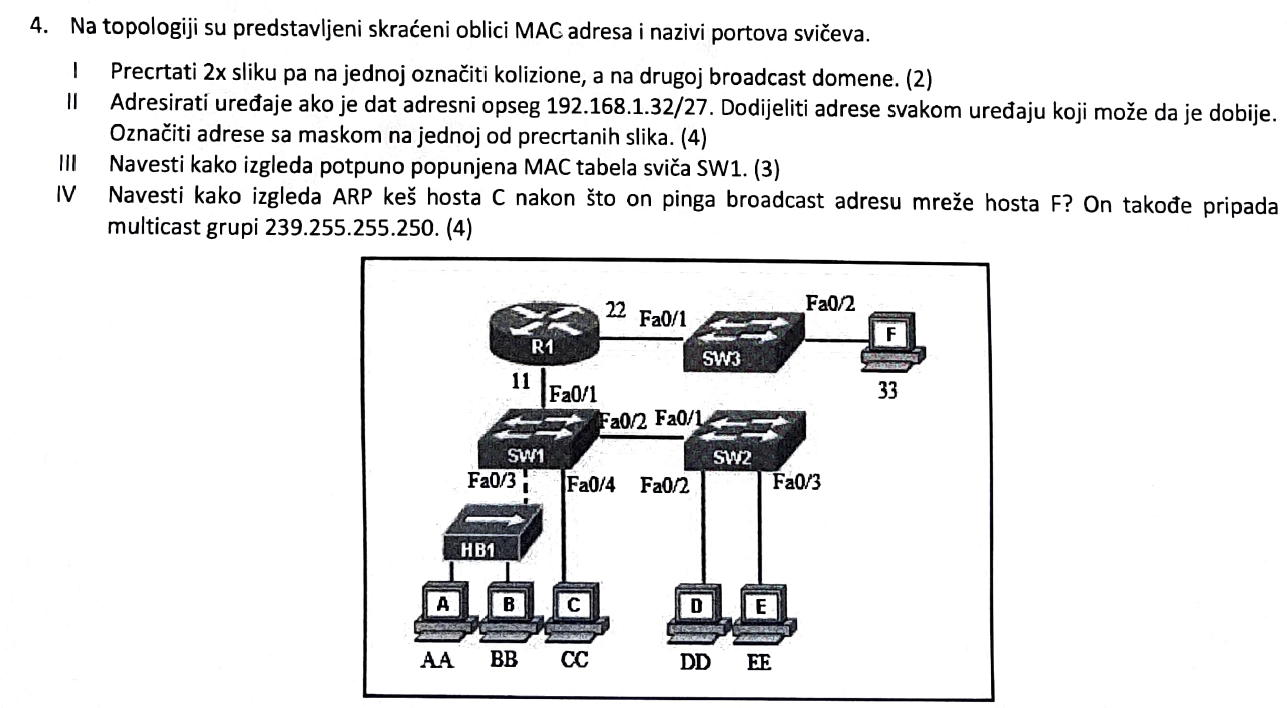 4. Na topologiji su predstavljeni skraćeni oblici MAC adresa i nazivi portova svičeva.
I Precrtati 2x sliku pa na jednoj označiti kolizione, a na drugoj broadcast domene. (2)
II Adresirati uređaje ako je dat adresni opseg 192.168.1.32/27. Dodijeliti adrese svakom uređaju koji može da je dobije.
Označiti adrese sa maskom na jednoj od precrtanih slika. (4)
III Navesti kako izgleda potpuno popunjena MAC tabela sviča SW1. (3)
IV Navesti kako izgleda ARP keš hosta C nakon što on pinga broadcast adresu mreže hosta F? On takođe pripada
multicast grupi 239.255.255.250. (4)
22 Fa0/1 Fa0/2
R1 SW3 F
11 Fa0/1 33
Fa0/2 Fa0/1
SW1 SW2
Fa0/3 Fa0/4 Fa0/2 Fa0/3
HB1
A B C D E
AA BB CC DD EE